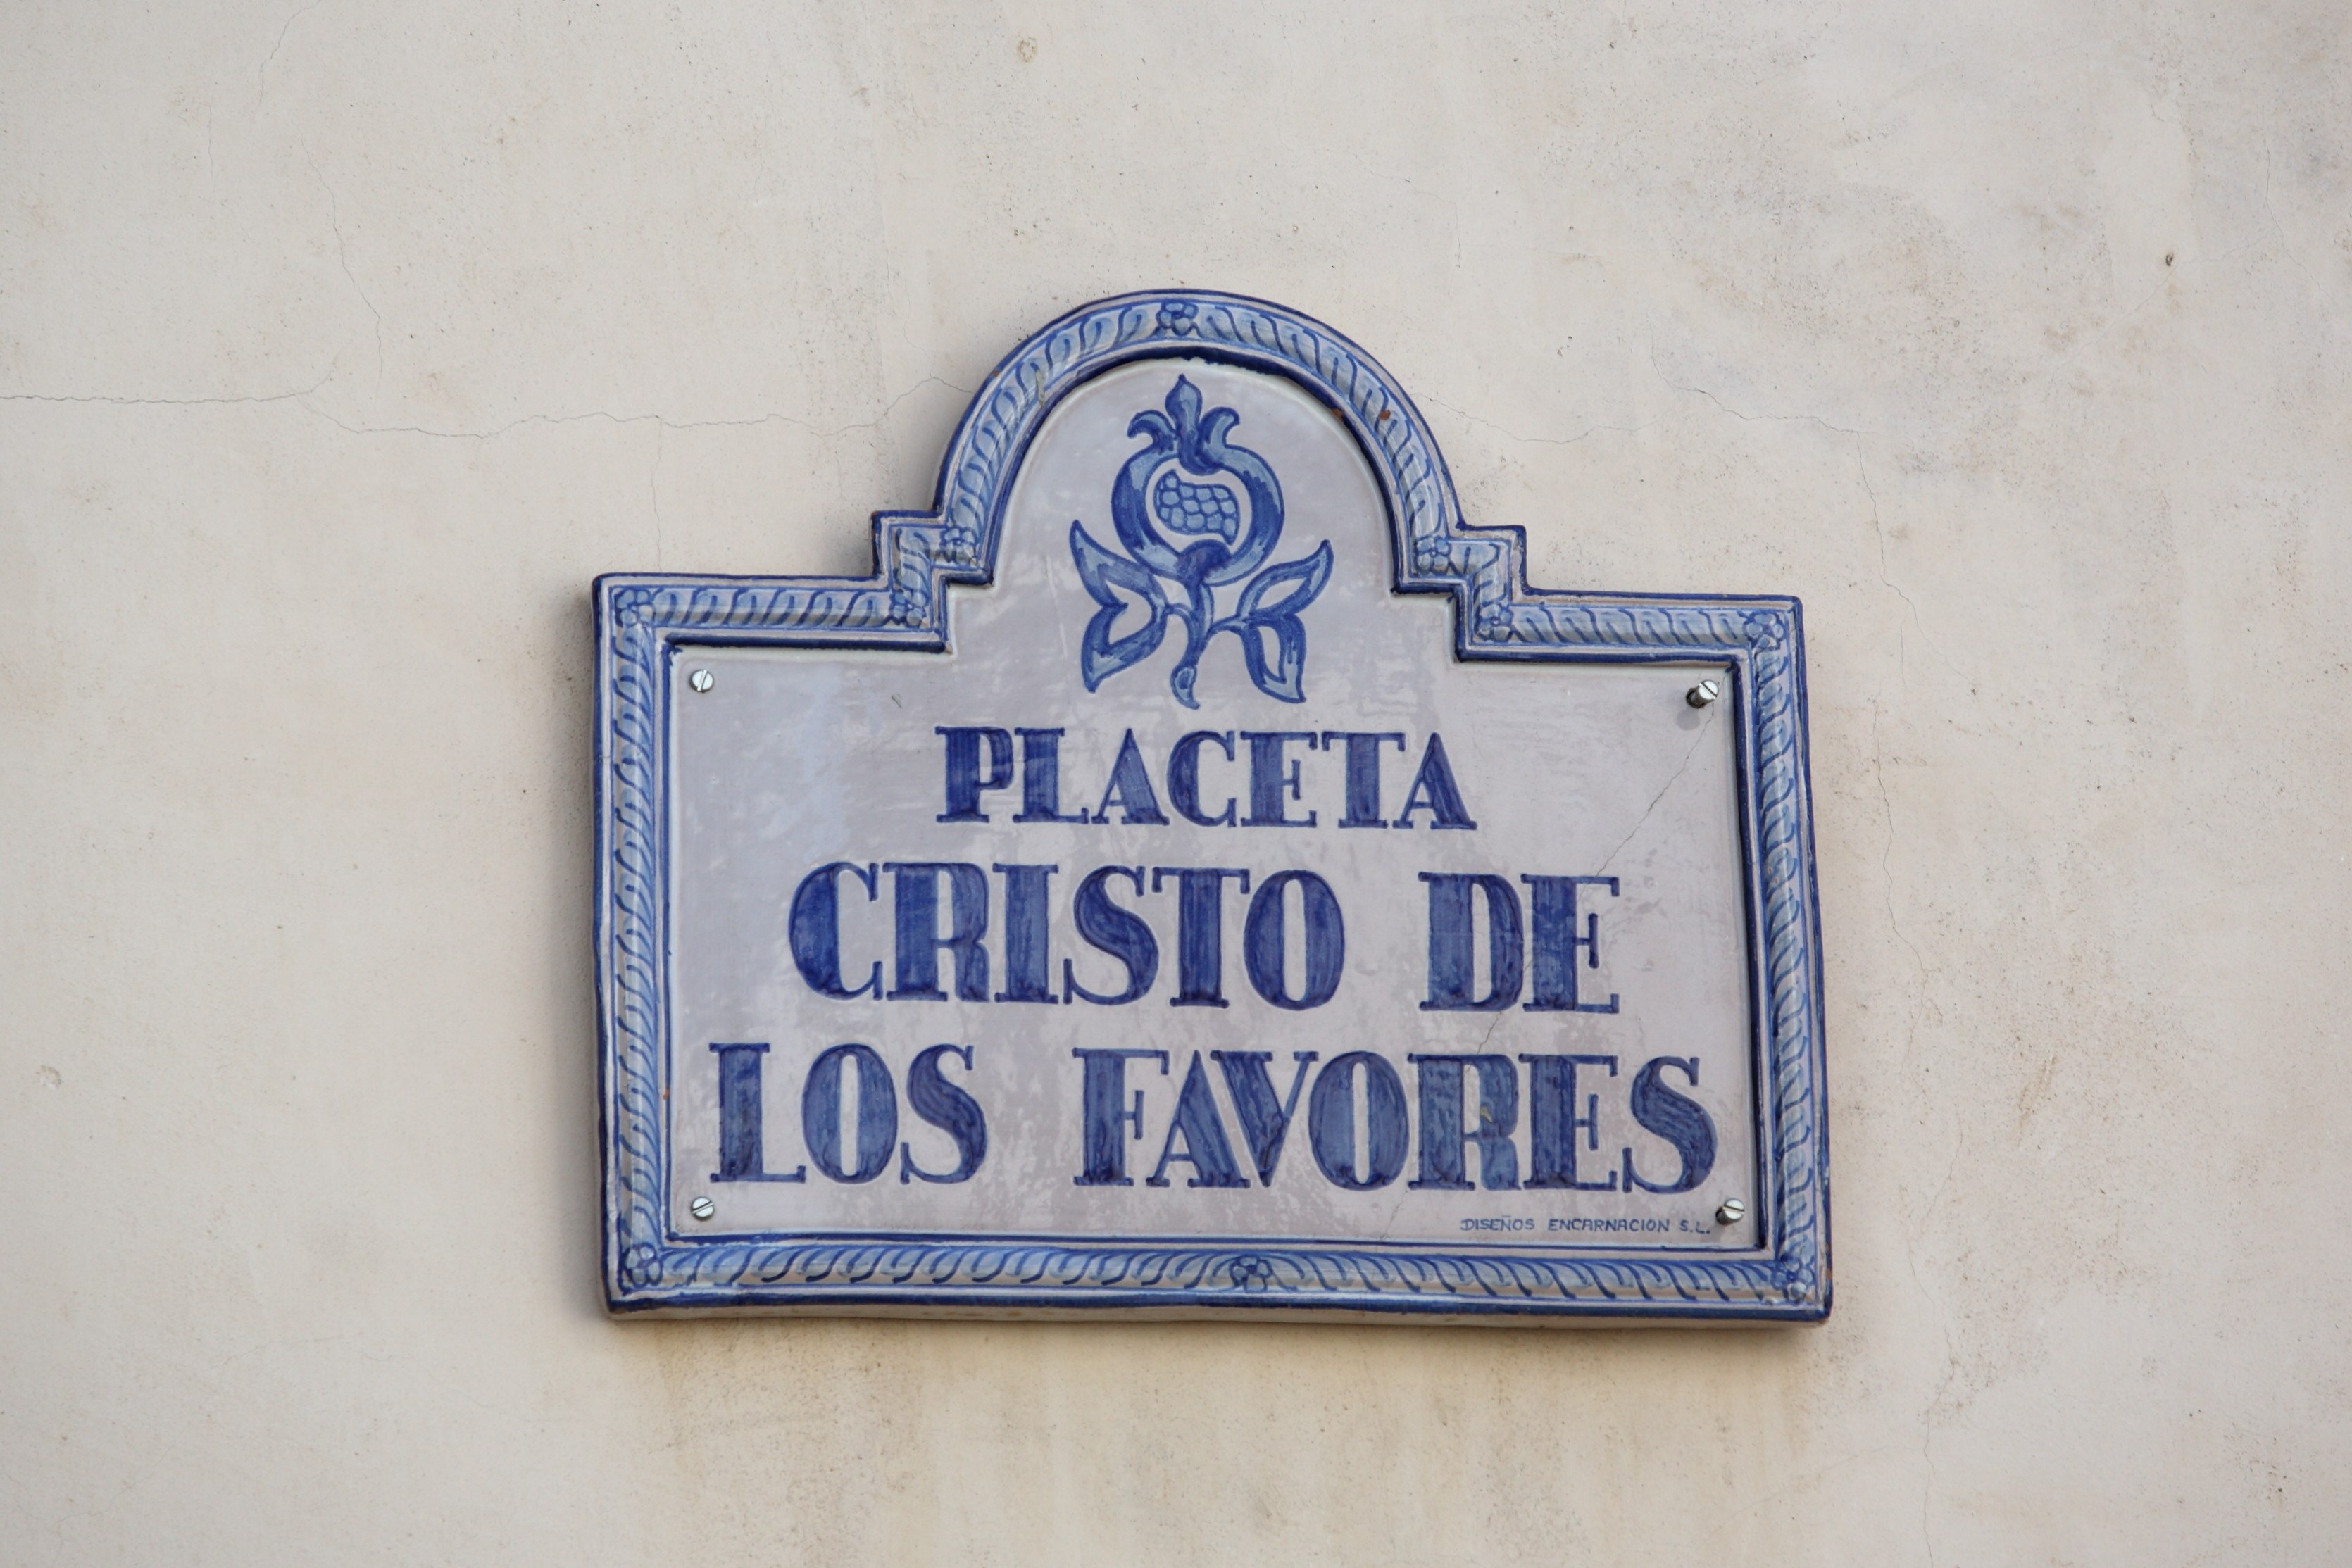 PLACETA
CRISTO DE
LOS FAVORES
DISEÑOS ENCARNACION S.L.